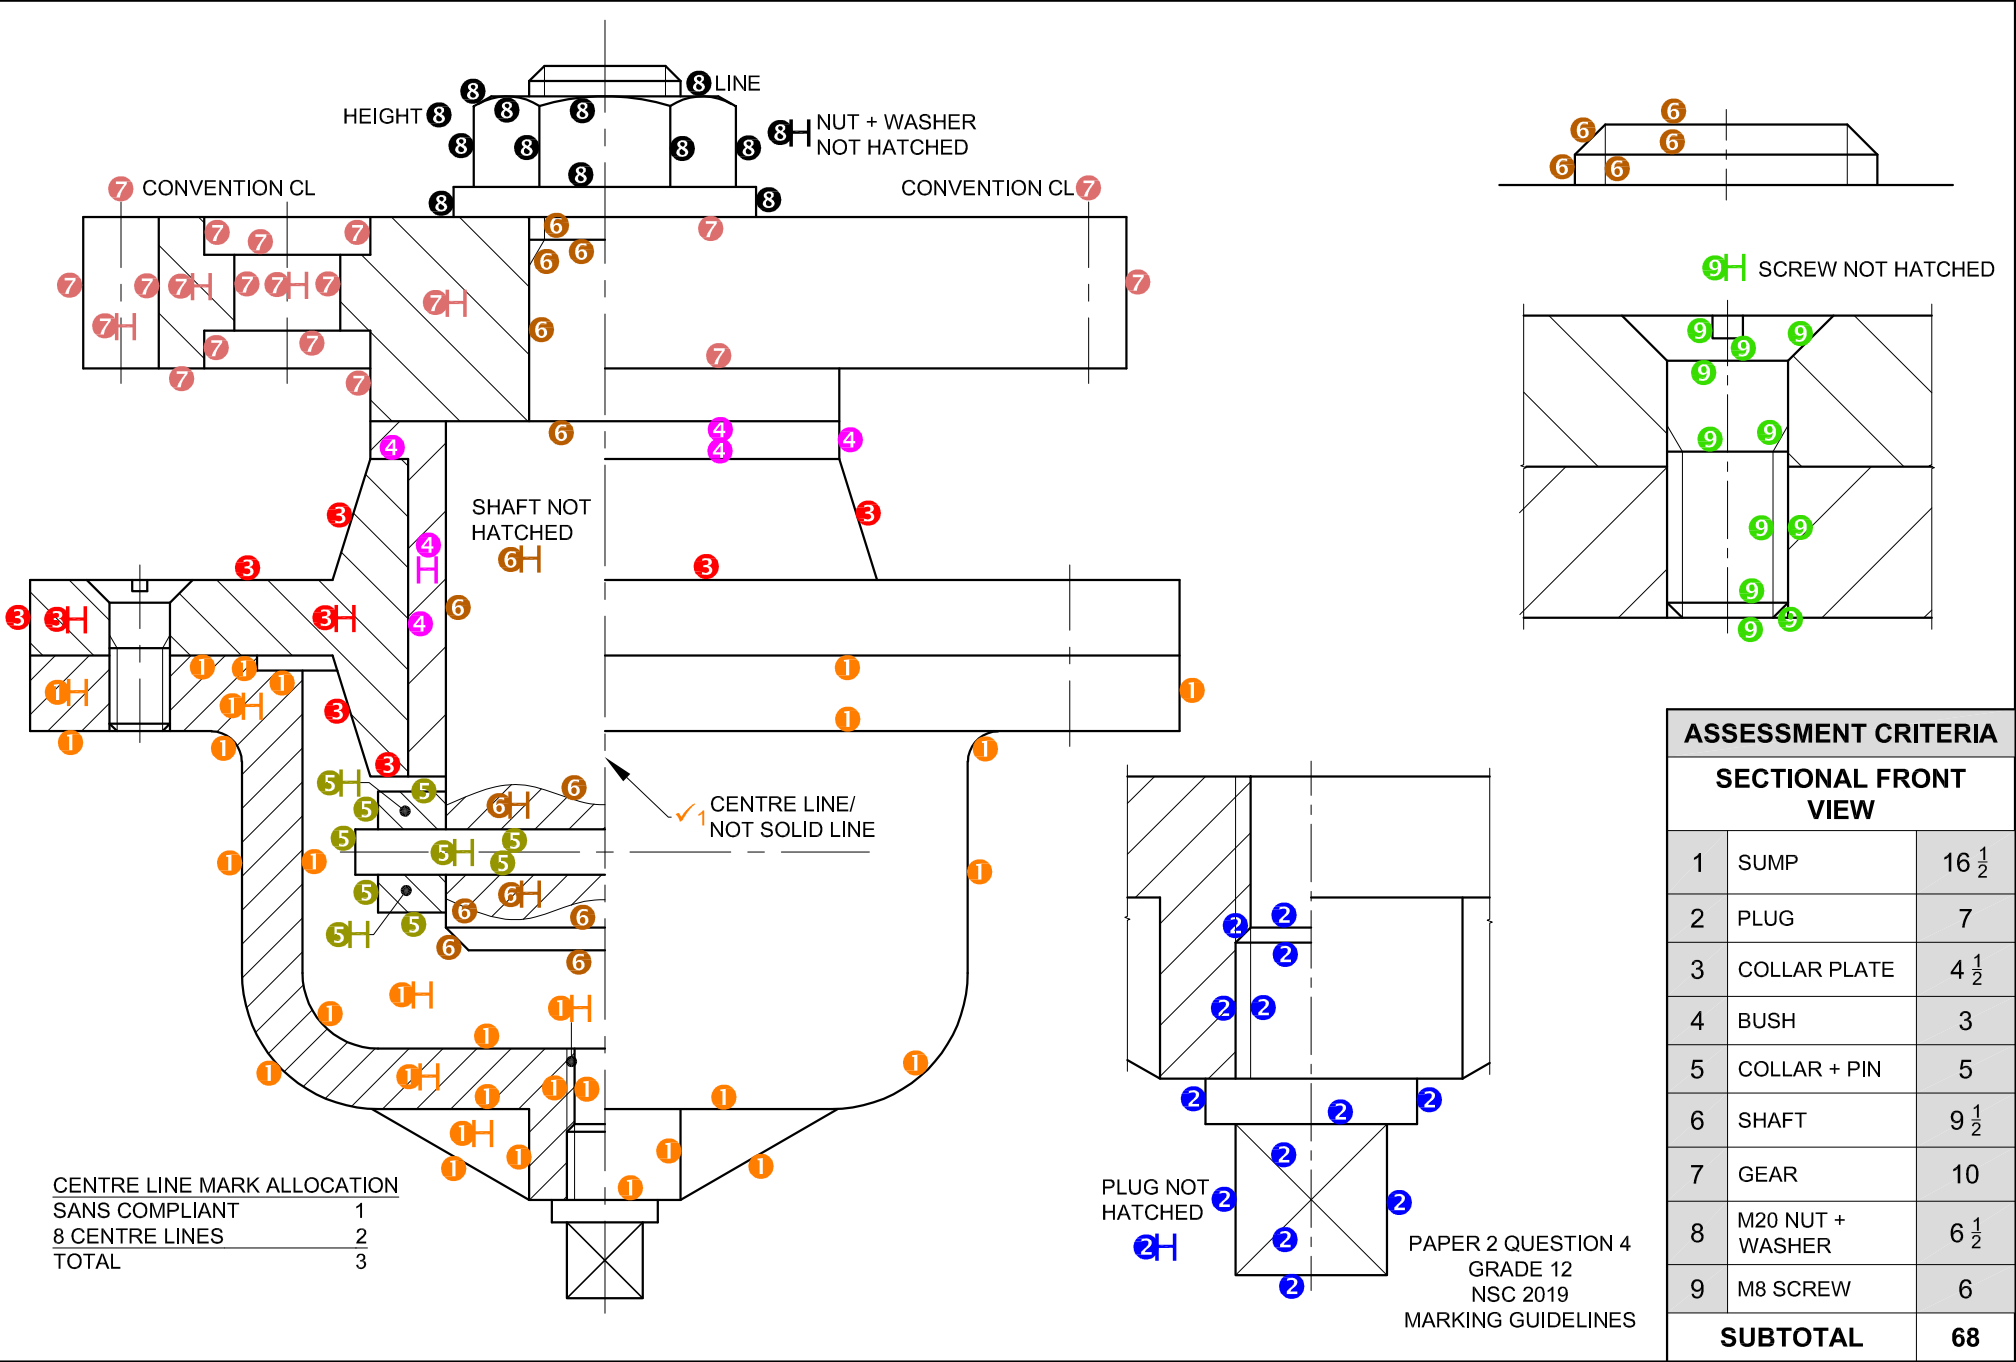 LINE
HEIGHT
NUT + WASHER
NOT HATCHED
CONVENTION CL
CONVENTION CL
SCREW NOT HATCHED
SHAFT NOT
HATCHED
✓1 CENTRE LINE/
NOT SOLID LINE
CENTRE LINE MARK ALLOCATION
SANS COMPLIANT 1
8 CENTRE LINES 2
TOTAL 3
PLUG NOT
HATCHED
PAPER 2 QUESTION 4
GRADE 12
NSC 2019
MARKING GUIDELINES
ASSESSMENT CRITERIA
SECTIONAL FRONT
VIEW
1 SUMP 16 1/2
2 PLUG 7
3 COLLAR PLATE 4 1/2
4 BUSH 3
5 COLLAR + PIN 5
6 SHAFT 9 1/2
7 GEAR 10
8 M20 NUT +
WASHER 6 1/2
9 M8 SCREW 6
SUBTOTAL 68